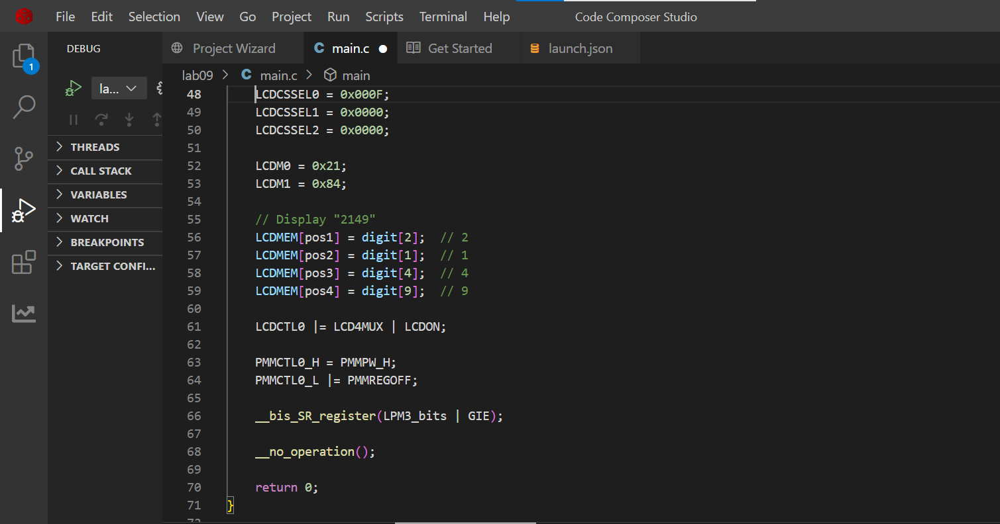 File Edit Selection View Go Project Run Scripts Terminal Help Code Composer Studio
1
DEBUG
Project Wizard
main.c
Get Started
launch.json
la...
lab09 > C main.c > main
48 LCDCSSEL0 = 0x000F;
49 LCDCSSEL1 = 0x0000;
50 LCDCSSEL2 = 0x0000;
51
52 LCDM0 = 0x21;
53 LCDM1 = 0x84;
54
55 // Display "2149"
56 LCDMEM[pos1] = digit[2];  // 2
57 LCDMEM[pos2] = digit[1];  // 1
58 LCDMEM[pos3] = digit[4];  // 4
59 LCDMEM[pos4] = digit[9];  // 9
60
61 LCDCTL0 |= LCD4MUX | LCDON;
62
63 PMMCTL0_H = PMMPW_H;
64 PMMCTL0_L |= PMMREGOFF;
65
66 __bis_SR_register(LPM3_bits | GIE);
67
68 __no_operation();
69
70 return 0;
71 }
THREADS
CALL STACK
VARIABLES
WATCH
BREAKPOINTS
TARGET CONFI...